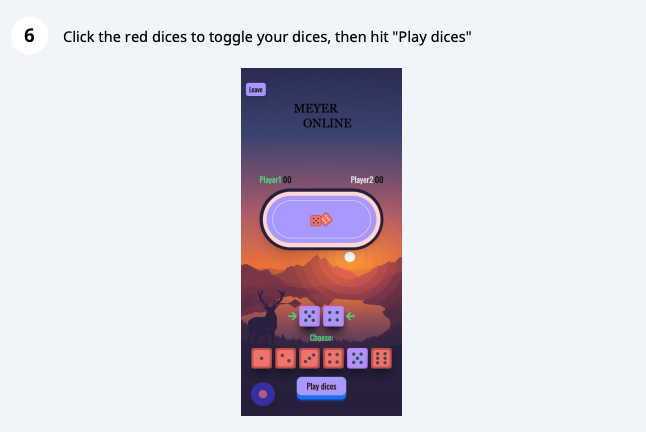 6
Click the red dices to toggle your dices, then hit "Play dices"
Leave
MEYER
ONLINE
Player1 00
Player2 00
Choose:
Play dices